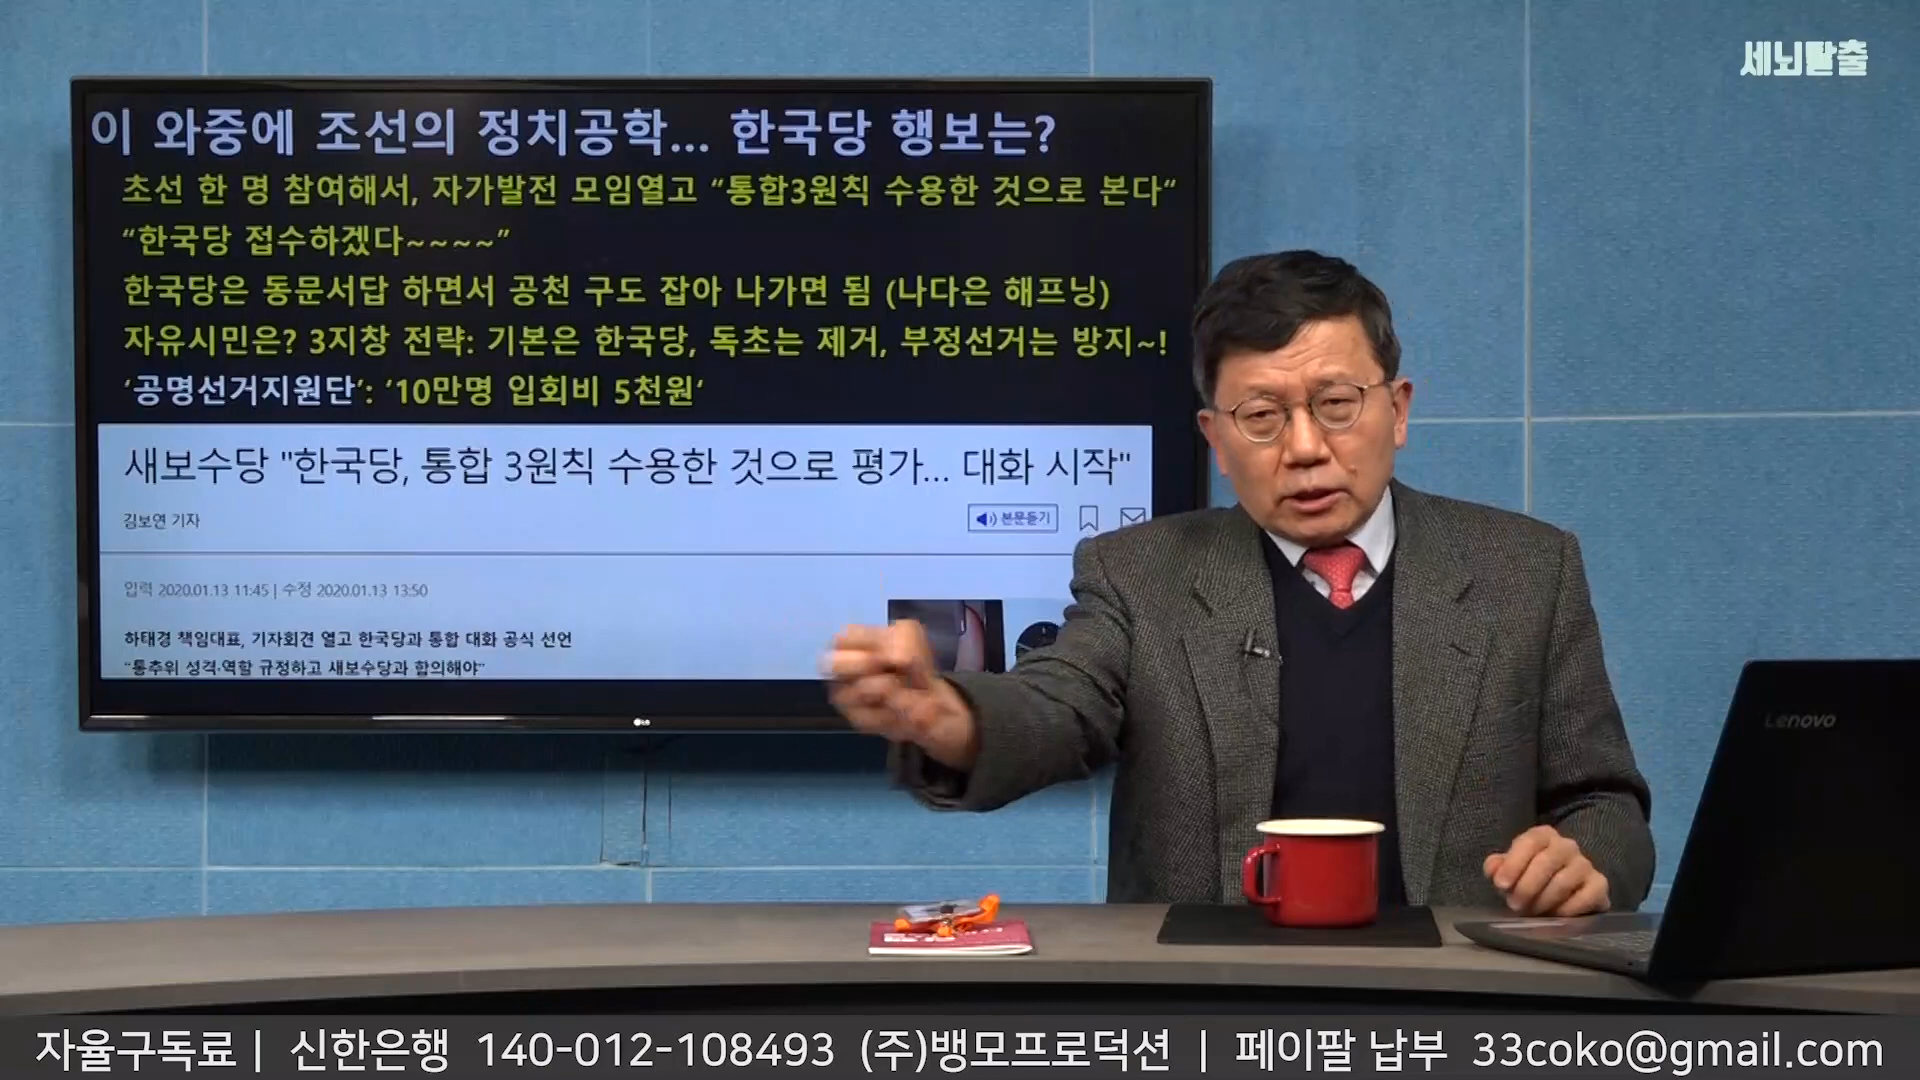 세뇌탈출
이 와중에 조선의 정치공학... 한국당 행보는?
초선 한 명 참여해서, 자가발전 모임열고 “통합3원칙 수용한 것으로 본다“
“한국당 접수하겠다~~~~”
한국당은 동문서답 하면서 공천 구도 잡아 나가면 됨 (나다은 해프닝)
자유시민은? 3지창 전략: 기본은 한국당, 독초는 제거, 부정선거는 방지~!
‘공명선거지원단’: ’10만명 입회비 5천원‘
새보수당 "한국당, 통합 3원칙 수용한 것으로 평가... 대화 시작"
김보연 기자
본문듣기
입력 2020.01.13 11:45 | 수정 2020.01.13 13:50
하태경 책임대표, 기자회견 열고 한국당과 통합 대화 공식 선언
"통추위 성격·역할 규정하고 새보수당과 합의해야"
LG
Lenovo
자율구독료 | 신한은행 140-012-108493 (주)뱅모프로덕션 | 페이팔 납부 33coko@gmail.com